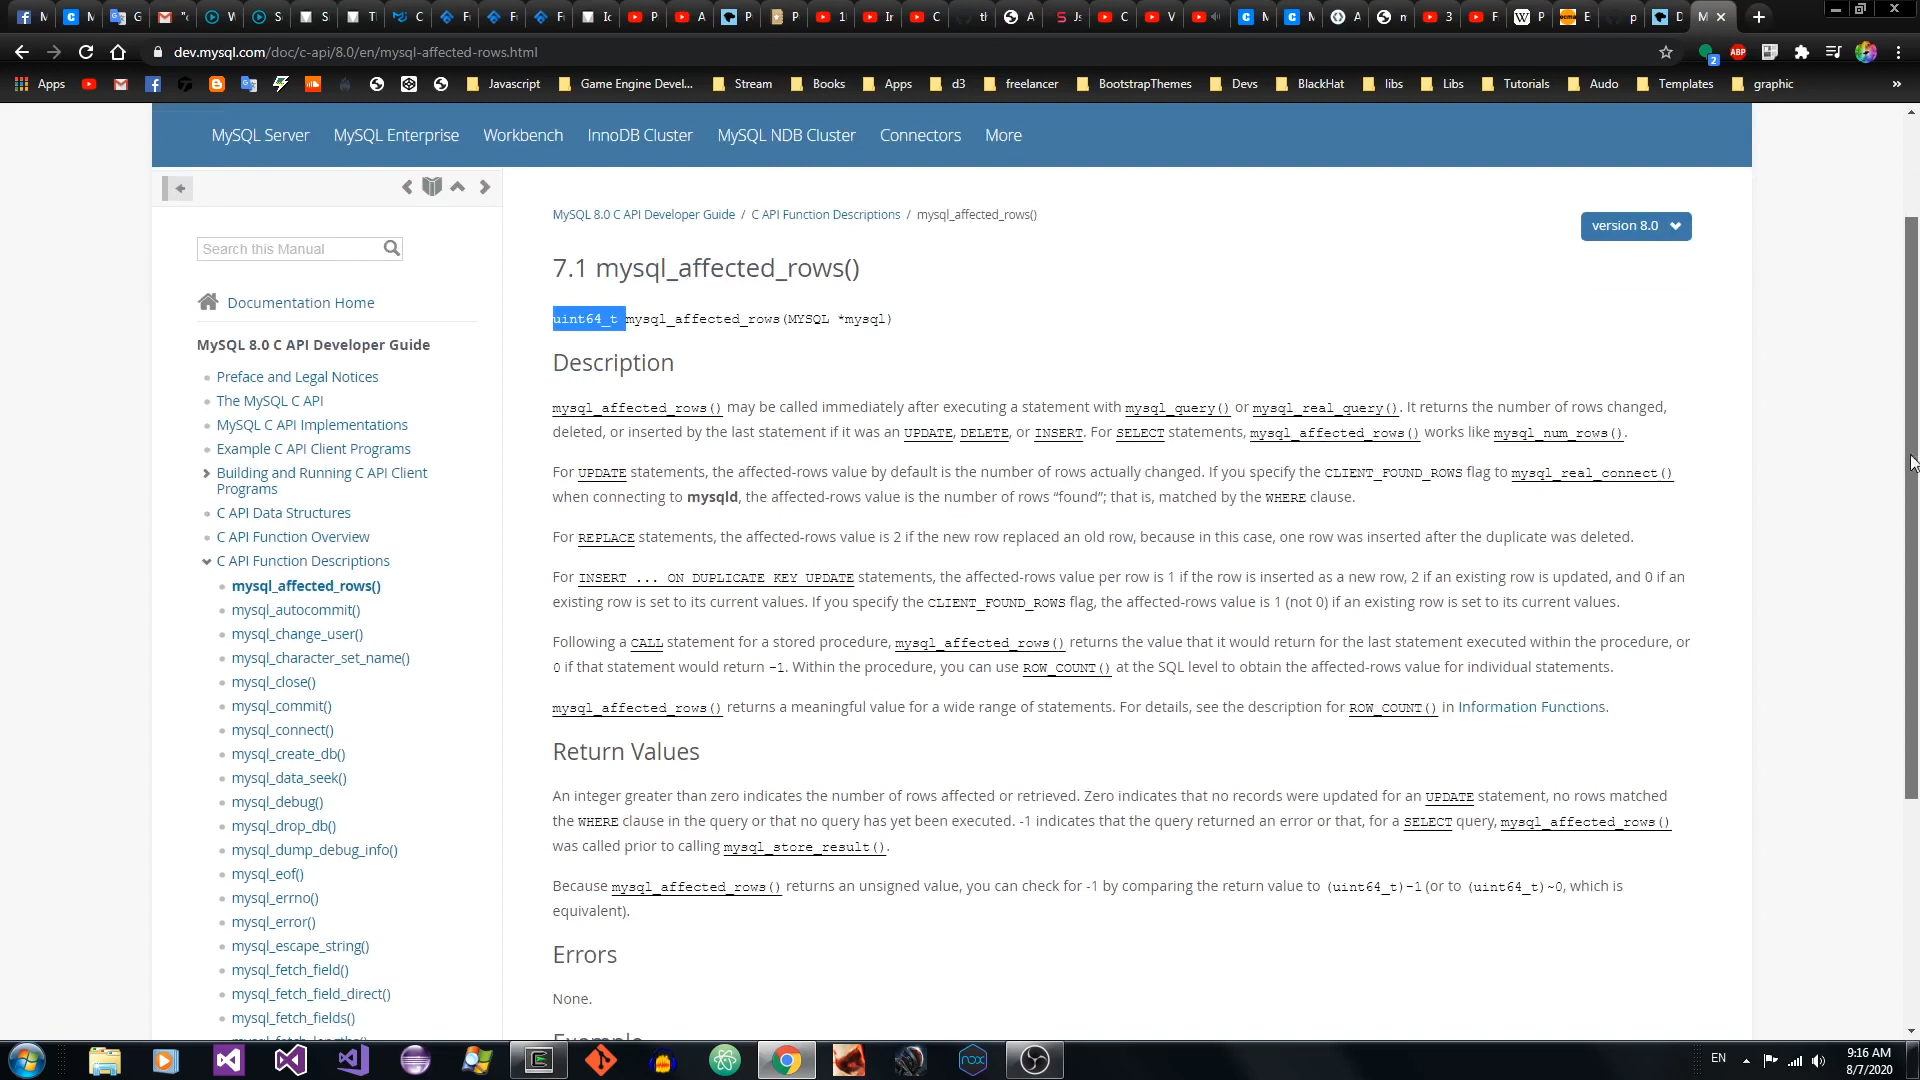 dev.mysql.com/doc/c-api/8.0/en/mysql-affected-rows.html
Apps
Javascript
Game Engine Devel...
Stream
Books
Apps
d3
freelancer
BootstrapThemes
Devs
BlackHat
libs
Libs
Tutorials
Audo
Templates
graphic
»
MySQL Server
MySQL Enterprise
Workbench
InnoDB Cluster
MySQL NDB Cluster
Connectors
More
Search this Manual
Documentation Home
MySQL 8.0 C API Developer Guide
Preface and Legal Notices
The MySQL C API
MySQL C API Implementations
Example C API Client Programs
Building and Running C API Client
Programs
C API Data Structures
C API Function Overview
C API Function Descriptions
mysql_affected_rows()
mysql_autocommit()
mysql_change_user()
mysql_character_set_name()
mysql_close()
mysql_commit()
mysql_connect()
mysql_create_db()
mysql_data_seek()
mysql_debug()
mysql_drop_db()
mysql_dump_debug_info()
mysql_eof()
mysql_errno()
mysql_error()
mysql_escape_string()
mysql_fetch_field()
mysql_fetch_field_direct()
mysql_fetch_fields()
MySQL 8.0 C API Developer Guide / C API Function Descriptions / mysql_affected_rows()
version 8.0
7.1 mysql_affected_rows()
uint64_t mysql_affected_rows(MYSQL *mysql)
Description
mysql_affected_rows() may be called immediately after executing a statement with mysql_query() or mysql_real_query(). It returns the number of rows changed,
deleted, or inserted by the last statement if it was an UPDATE, DELETE, or INSERT. For SELECT statements, mysql_affected_rows() works like mysql_num_rows().
For UPDATE statements, the affected-rows value by default is the number of rows actually changed. If you specify the CLIENT_FOUND_ROWS flag to mysql_real_connect()
when connecting to mysqld, the affected-rows value is the number of rows “found”; that is, matched by the WHERE clause.
For REPLACE statements, the affected-rows value is 2 if the new row replaced an old row, because in this case, one row was inserted after the duplicate was deleted.
For INSERT ... ON DUPLICATE KEY UPDATE statements, the affected-rows value per row is 1 if the row is inserted as a new row, 2 if an existing row is updated, and 0 if an
existing row is set to its current values. If you specify the CLIENT_FOUND_ROWS flag, the affected-rows value is 1 (not 0) if an existing row is set to its current values.
Following a CALL statement for a stored procedure, mysql_affected_rows() returns the value that it would return for the last statement executed within the procedure, or
0 if that statement would return -1. Within the procedure, you can use ROW_COUNT() at the SQL level to obtain the affected-rows value for individual statements.
mysql_affected_rows() returns a meaningful value for a wide range of statements. For details, see the description for ROW_COUNT() in Information Functions.
Return Values
An integer greater than zero indicates the number of rows affected or retrieved. Zero indicates that no records were updated for an UPDATE statement, no rows matched
the WHERE clause in the query or that no query has yet been executed. -1 indicates that the query returned an error or that, for a SELECT query, mysql_affected_rows()
was called prior to calling mysql_store_result().
Because mysql_affected_rows() returns an unsigned value, you can check for -1 by comparing the return value to (uint64_t)-1 (or to (uint64_t)~0, which is
equivalent).
Errors
None.
EN
9:16 AM
8/7/2020